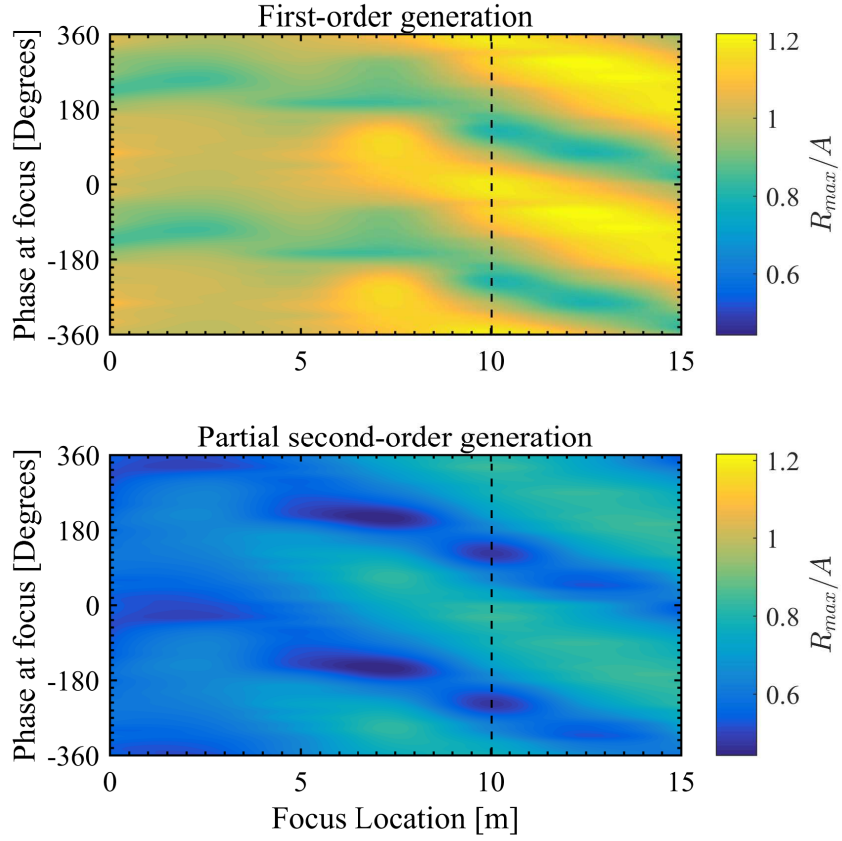 First-order generation
360
180
0
-180
-360
Phase at focus [Degrees]
0 5 10 15
1.2
1
0.8
0.6
R_max/A
Partial second-order generation
360
180
0
-180
-360
Phase at focus [Degrees]
0 5 10 15
Focus Location [m]
1.2
1
0.8
0.6
R_max/A